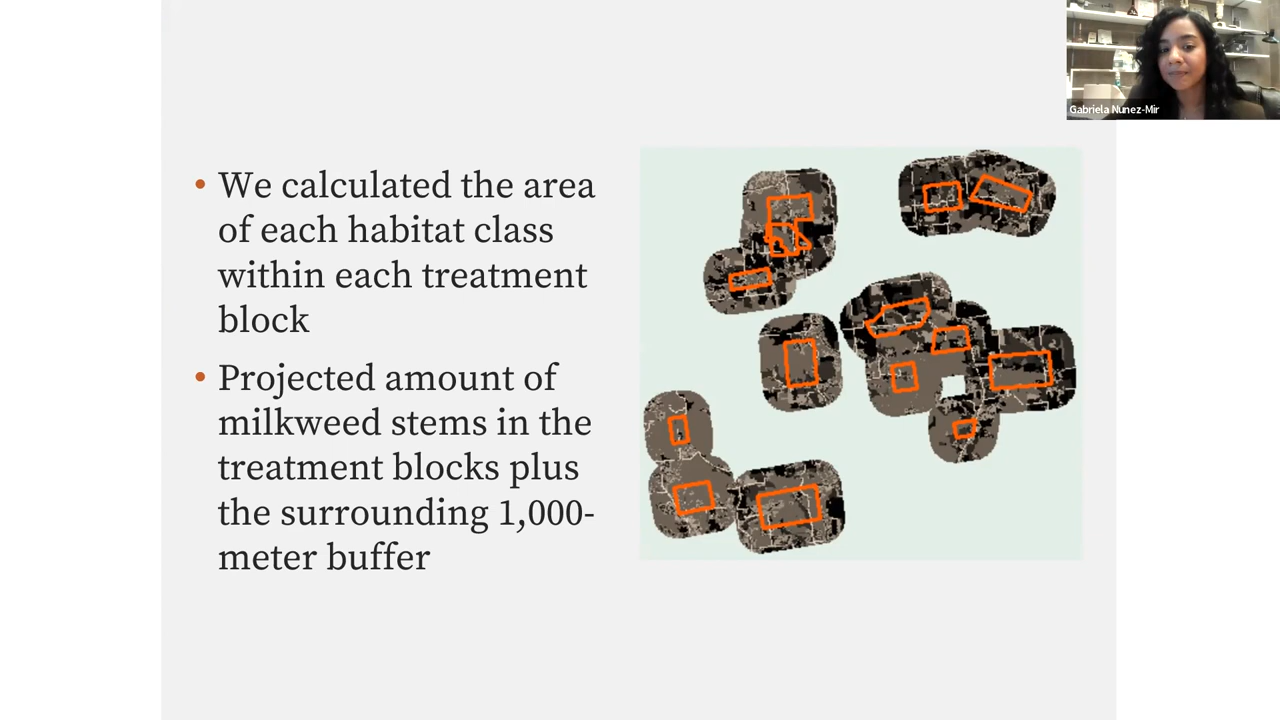 • We calculated the area
of each habitat class
within each treatment
block
• Projected amount of
milkweed stems in the
treatment blocks plus
the surrounding 1,000-
meter buffer
Gabriela Nunez-Mir